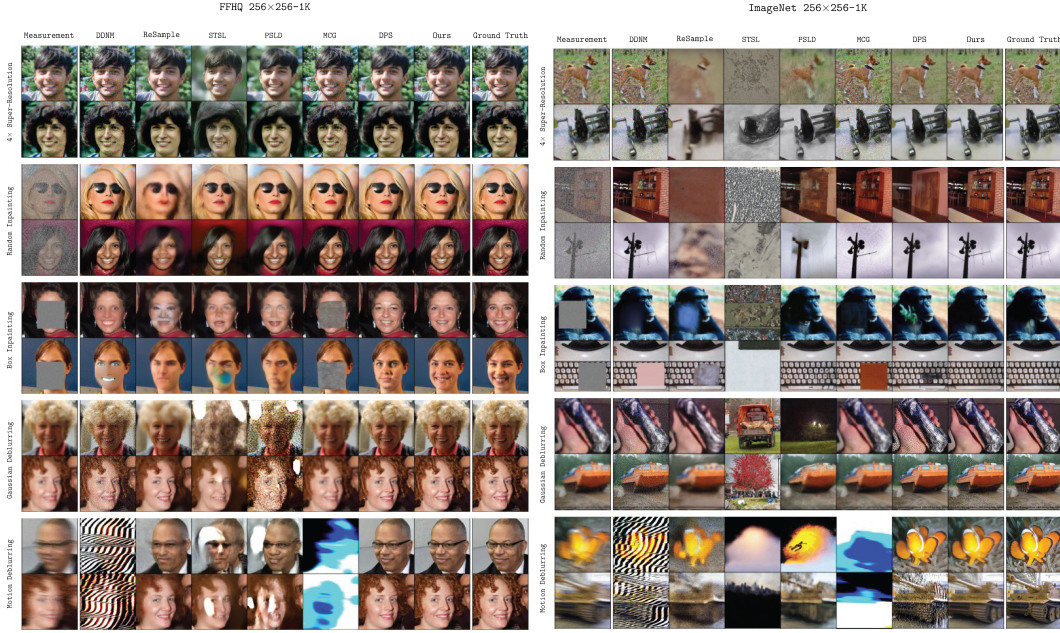 FFHQ 256×256-1K
Measurement DDNM ReSample STSL PSLD MCG DPS Ours Ground Truth
4× Super-Resolution
Random Inpainting
Box Inpainting
Gaussian Deblurring
Motion Deblurring
ImageNet 256×256-1K
Measurement DDNM ReSample STSL PSLD MCG DPS Ours Ground Truth
4× Super-Resolution
Random Inpainting
Box Inpainting
Gaussian Deblurring
Motion Deblurring